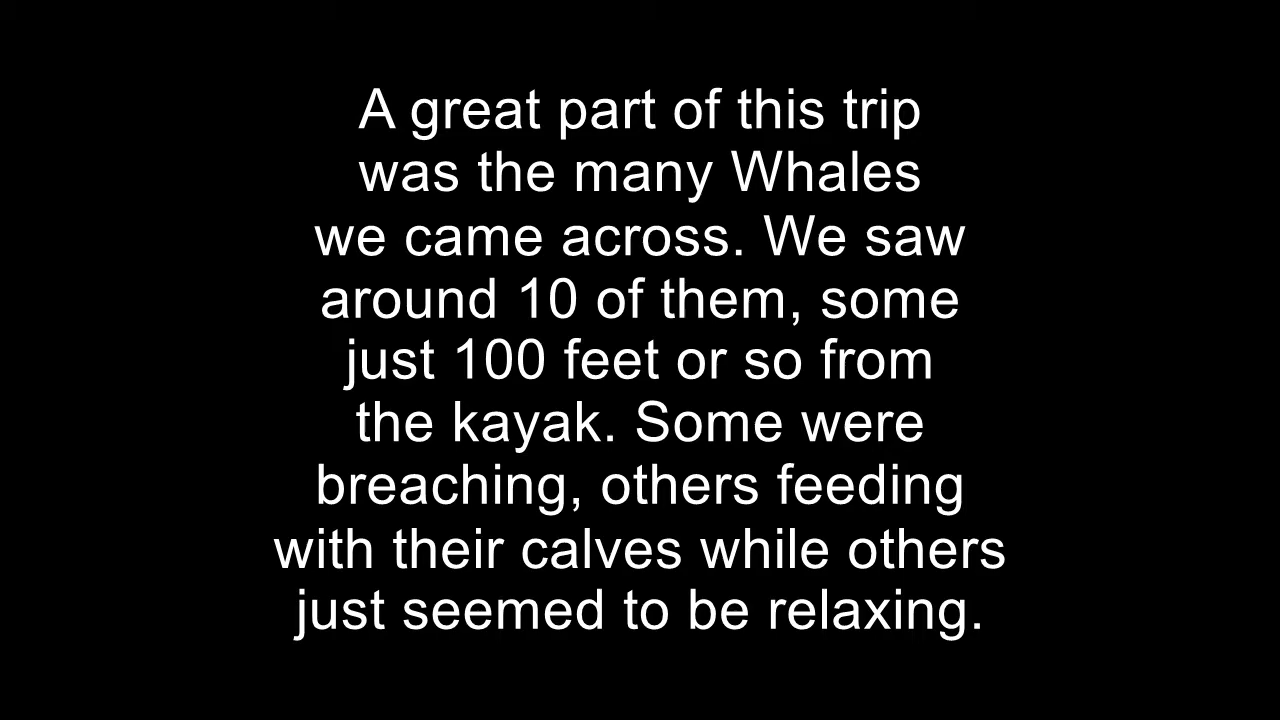 A great part of this trip
was the many Whales
we came across. We saw
around 10 of them, some
just 100 feet or so from
the kayak. Some were
breaching, others feeding
with their calves while others
just seemed to be relaxing.